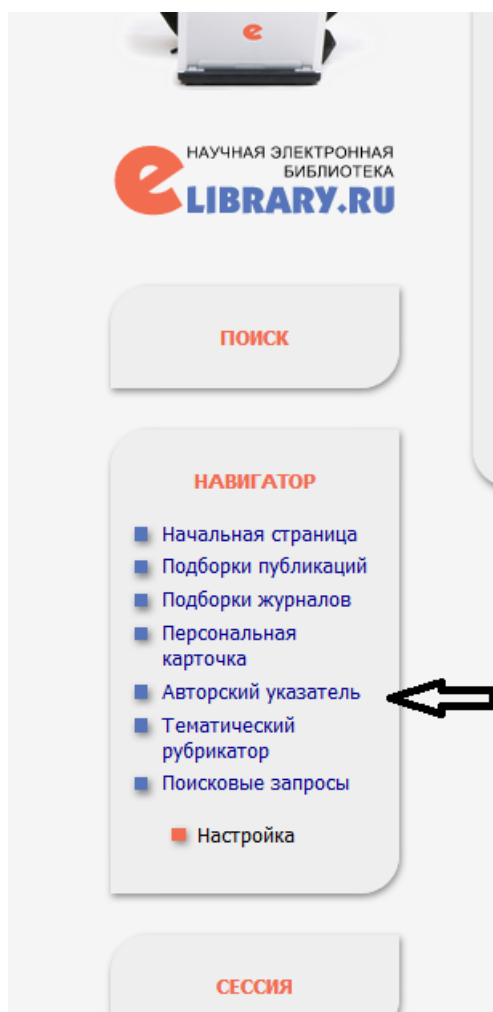 e
НАУЧНАЯ ЭЛЕКТРОННАЯ
БИБЛИОТЕКА
eLIBRARY.RU
ПОИСК
НАВИГАТОР
Начальная страница
Подборки публикаций
Подборки журналов
Персональная
карточка
Авторский указатель
Тематический
рубрикатор
Поисковые запросы
Настройка
СЕССИЯ